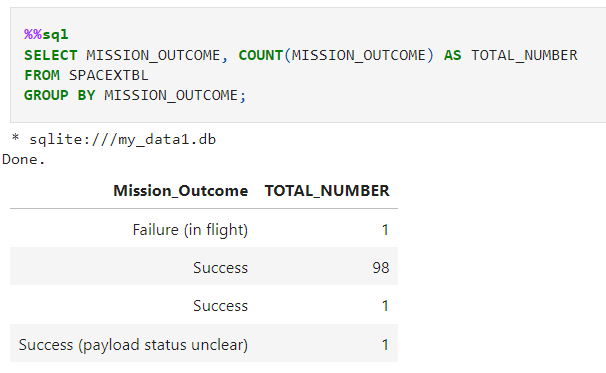 %%sql
SELECT MISSION_OUTCOME, COUNT(MISSION_OUTCOME) AS TOTAL_NUMBER
FROM SPACEXTBL
GROUP BY MISSION_OUTCOME;
* sqlite:///my_data1.db
Done.
Mission_Outcome TOTAL_NUMBER
Failure (in flight) 1
Success 98
Success 1
Success (payload status unclear) 1